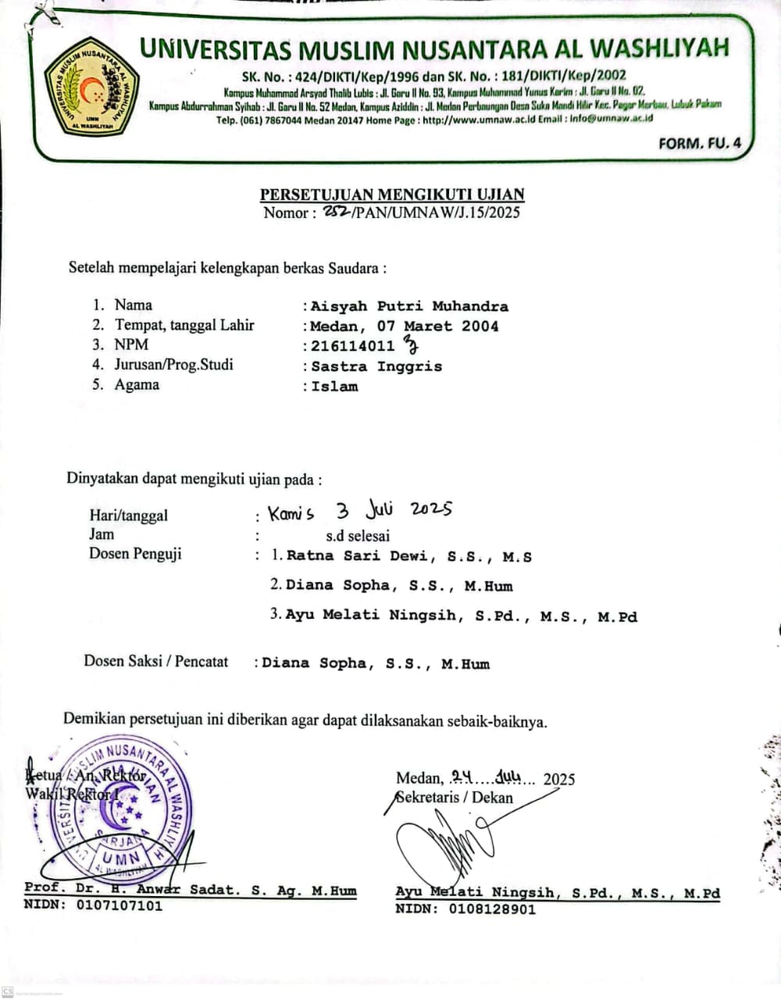 UNIVERSITAS MUSLIM NUSANTARA AL WASHLIYAH
SK. No. : 424/DIKTI/Kep/1996 dan SK. No. : 181/DIKTI/Kep/2002
Kampus Muhammad Arsyad Thalib Lubis : Jl. Garu II No. 93, Kampus Muhammad Yunus Karim : Jl. Garu II No. 02,
Kampus Abdurrahman Syihab : Jl. Garu II No. 52 Medan, Kampus Aziddin : Jl. Medan Perbaungan Desa Suka Mandi Hilir Kec. Pagar Merbau, Lubuk Pakam
Telp. (061) 7867044 Medan 20147 Home Page : http://www.umnaw.ac.id Email : info@umnaw.ac.id
UNIVERSITAS MUSLIM NUSANTARA AL WASHLIYAH
UMN
AL WASHLIYAH
FORM. FU. 4
PERSETUJUAN MENGIKUTI UJIAN
Nomor : 252/PAN/UMNAW/J.15/2025
Setelah mempelajari kelengkapan berkas Saudara :
1. Nama : Aisyah Putri Muhandra
2. Tempat, tanggal Lahir : Medan, 07 Maret 2004
3. NPM : 216114011
4. Jurusan/Prog.Studi : Sastra Inggris
5. Agama : Islam
Dinyatakan dapat mengikuti ujian pada :
Hari/tanggal : Kamis 3 Juli 2025
Jam : s.d selesai
Dosen Penguji : 1. Ratna Sari Dewi, S.S., M.S
2. Diana Sopha, S.S., M.Hum
3. Ayu Melati Ningsih, S.Pd., M.S., M.Pd
Dosen Saksi / Pencatat : Diana Sopha, S.S., M.Hum
Demikian persetujuan ini diberikan agar dapat dilaksanakan sebaik-baiknya.
Ketua / An. Rektor
Wakil Rektor I
UNIVERSITAS MUSLIM NUSANTARA AL WASHLIYAH
PANITIA UJIAN
SARJANA
UMN
AL WASHLIYAH
Prof. Dr. H. Anwar Sadat. S. Ag. M.Hum
NIDN: 0107107101
Medan, .24....Juli... 2025
Sekretaris / Dekan
Ayu Melati Ningsih, S.Pd., M.S., M.Pd
NIDN: 0108128901
CS